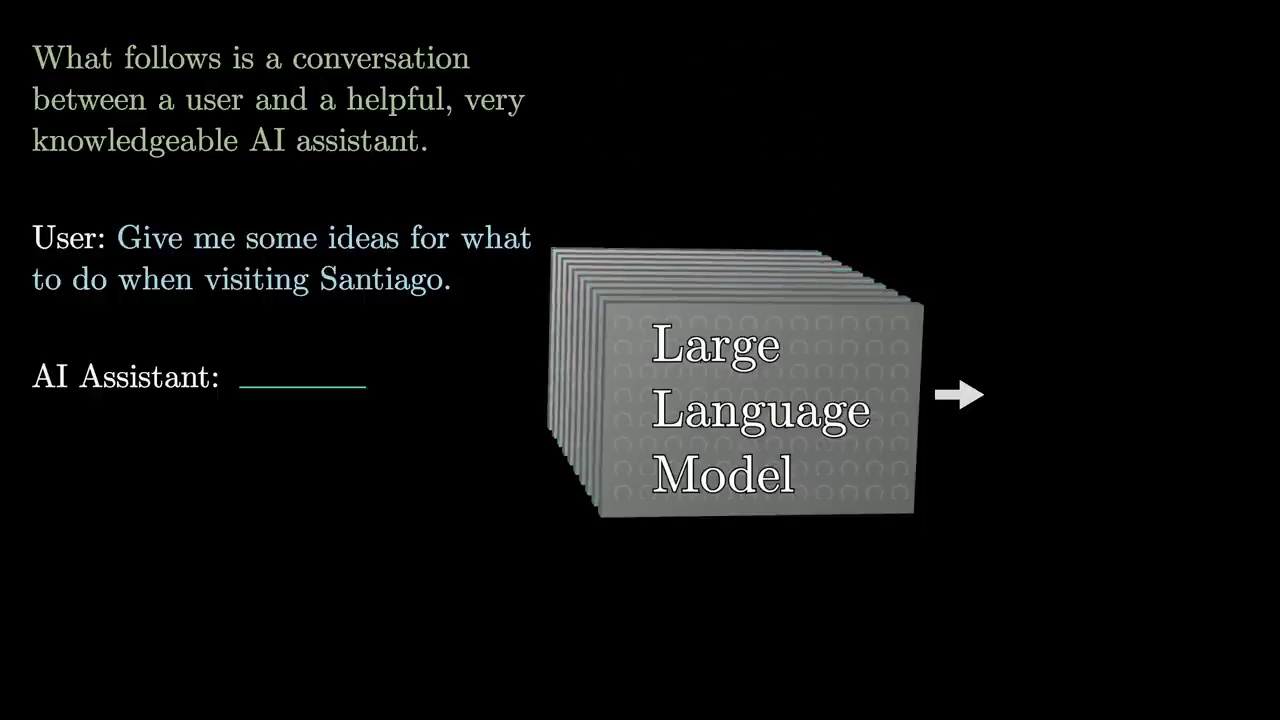 What follows is a conversation
between a user and a helpful, very
knowledgeable AI assistant.
User: Give me some ideas for what
to do when visiting Santiago.
AI Assistant:
Large
Language
Model